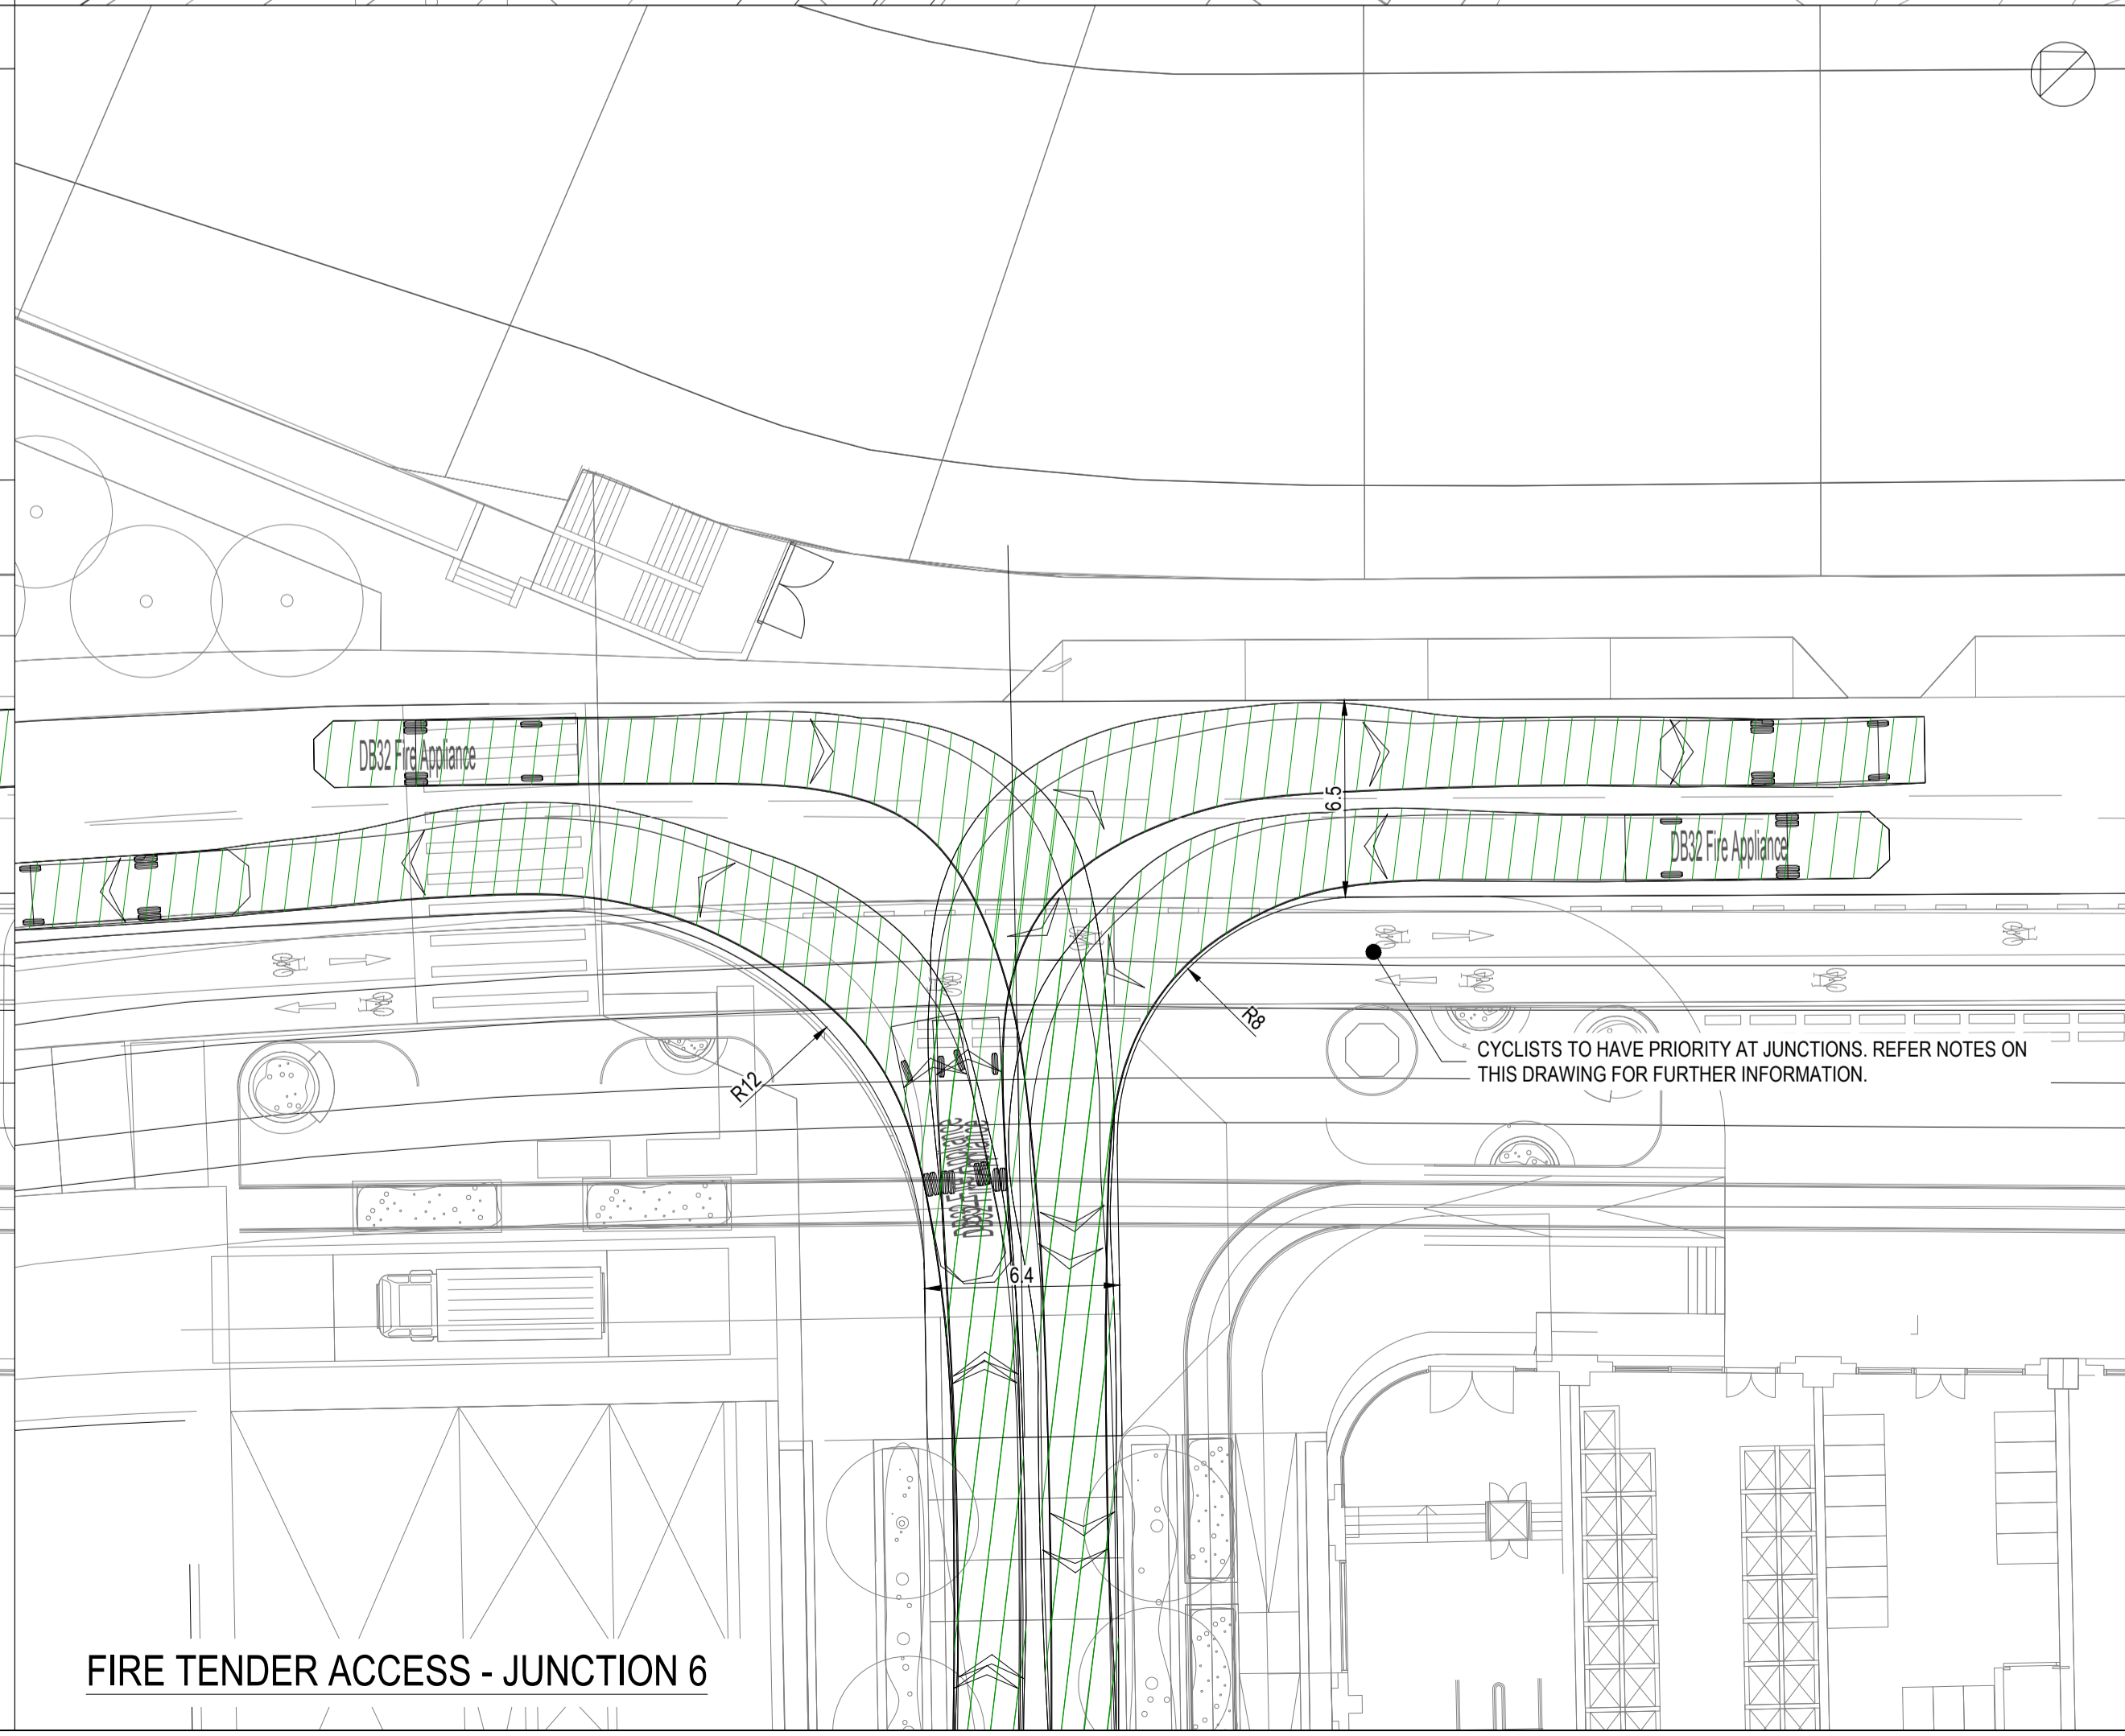 DB32 Fire Appliance
6.5
DB32 Fire Appliance
R8
CYCLISTS TO HAVE PRIORITY AT JUNCTIONS. REFER NOTES ON
THIS DRAWING FOR FURTHER INFORMATION.
R12
6.4
FIRE TENDER ACCESS - JUNCTION 6